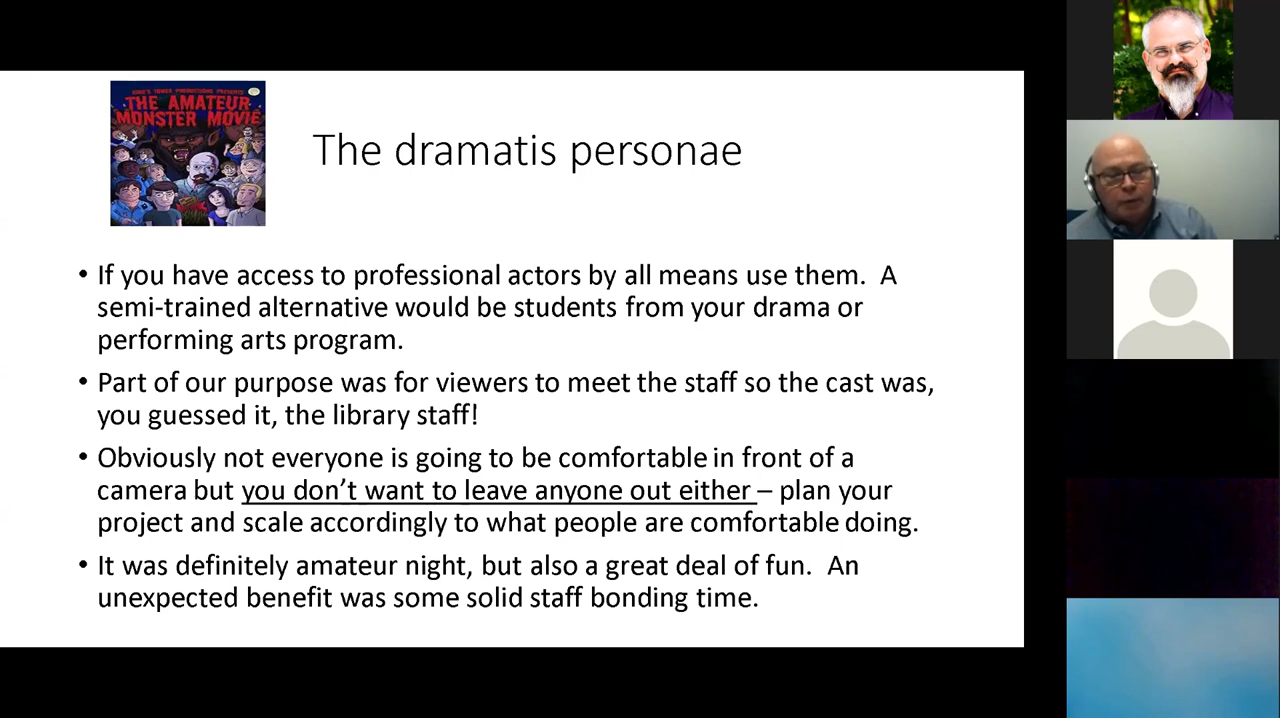 KING'S TOWER PRODUCTIONS PRESENTS
THE AMATEUR
MONSTER MOVIE
The dramatis personae
• If you have access to professional actors by all means use them. A
semi-trained alternative would be students from your drama or
performing arts program.
• Part of our purpose was for viewers to meet the staff so the cast was,
you guessed it, the library staff!
• Obviously not everyone is going to be comfortable in front of a
camera but you don’t want to leave anyone out either – plan your
project and scale accordingly to what people are comfortable doing.
• It was definitely amateur night, but also a great deal of fun. An
unexpected benefit was some solid staff bonding time.